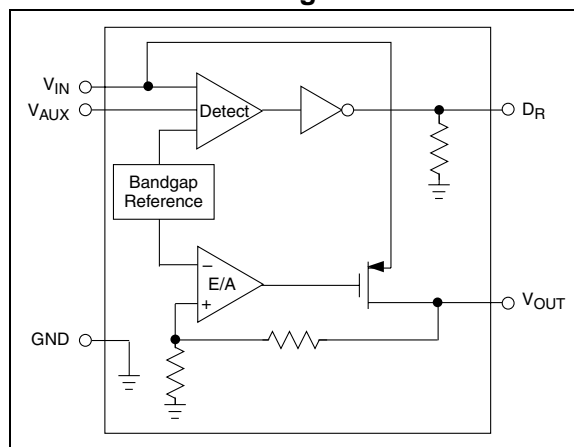 V_IN
V_AUX
Detect
D_R
Bandgap
Reference
−
E/A
+
V_OUT
GND